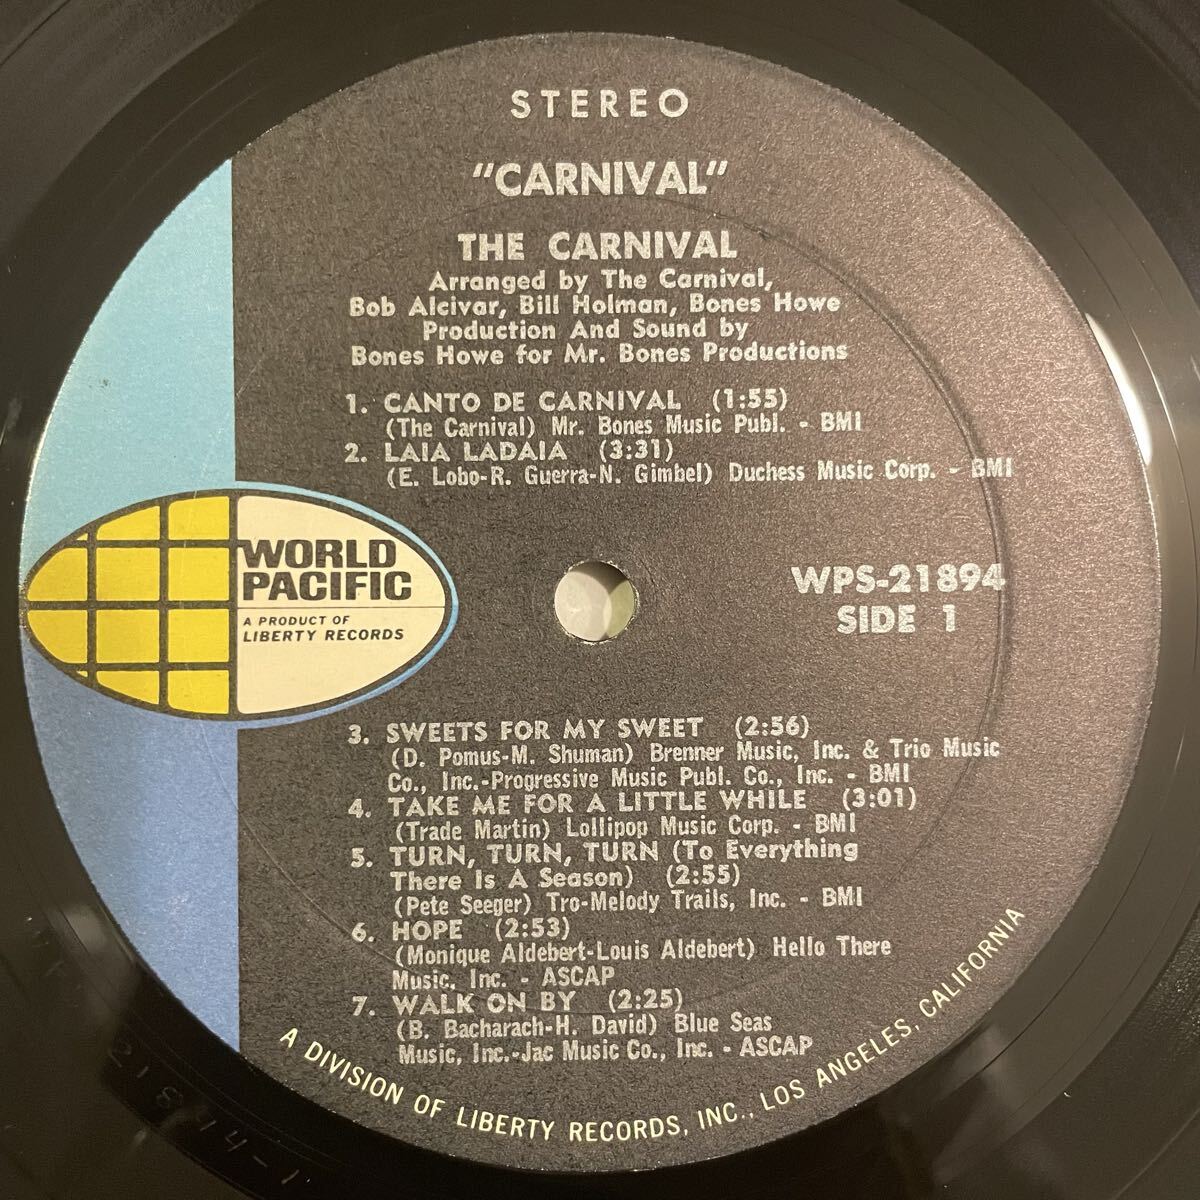 STEREO
"CARNIVAL"
THE CARNIVAL
Arranged by The Carnival,
Bob Alcivar, Bill Holman, Bones Howe
Production And Sound by
Bones Howe for Mr. Bones Productions
1. CANTO DE CARNIVAL (1:55)
(The Carnival) Mr. Bones Music Publ. - BMI
2. LAIA LADAIA (3:31)
(E. Lobo-R. Guerra-N. Gimbel) Duchess Music Corp. - BMI
WORLD
PACIFIC
A PRODUCT OF
LIBERTY RECORDS
WPS-21894
SIDE 1
3. SWEETS FOR MY SWEET (2:56)
(D. Pomus-M. Shuman) Brenner Music, Inc. & Trio Music
Co., Inc.-Progressive Music Publ. Co., Inc. - BMI
4. TAKE ME FOR A LITTLE WHILE (3:01)
(Trade Martin) Lollipop Music Corp. - BMI
5. TURN, TURN, TURN (To Everything
There Is A Season) (2:55)
(Pete Seeger) Tro-Melody Trails, Inc. - BMI
6. HOPE (2:53)
(Monique Aldebert-Louis Aldebert) Hello There
Music, Inc. - ASCAP
7. WALK ON BY (2:25)
(B. Bacharach-H. David) Blue Seas
Music, Inc.-Jac Music Co., Inc. - ASCAP
A DIVISION OF LIBERTY RECORDS, INC., LOS ANGELES, CALIFORNIA